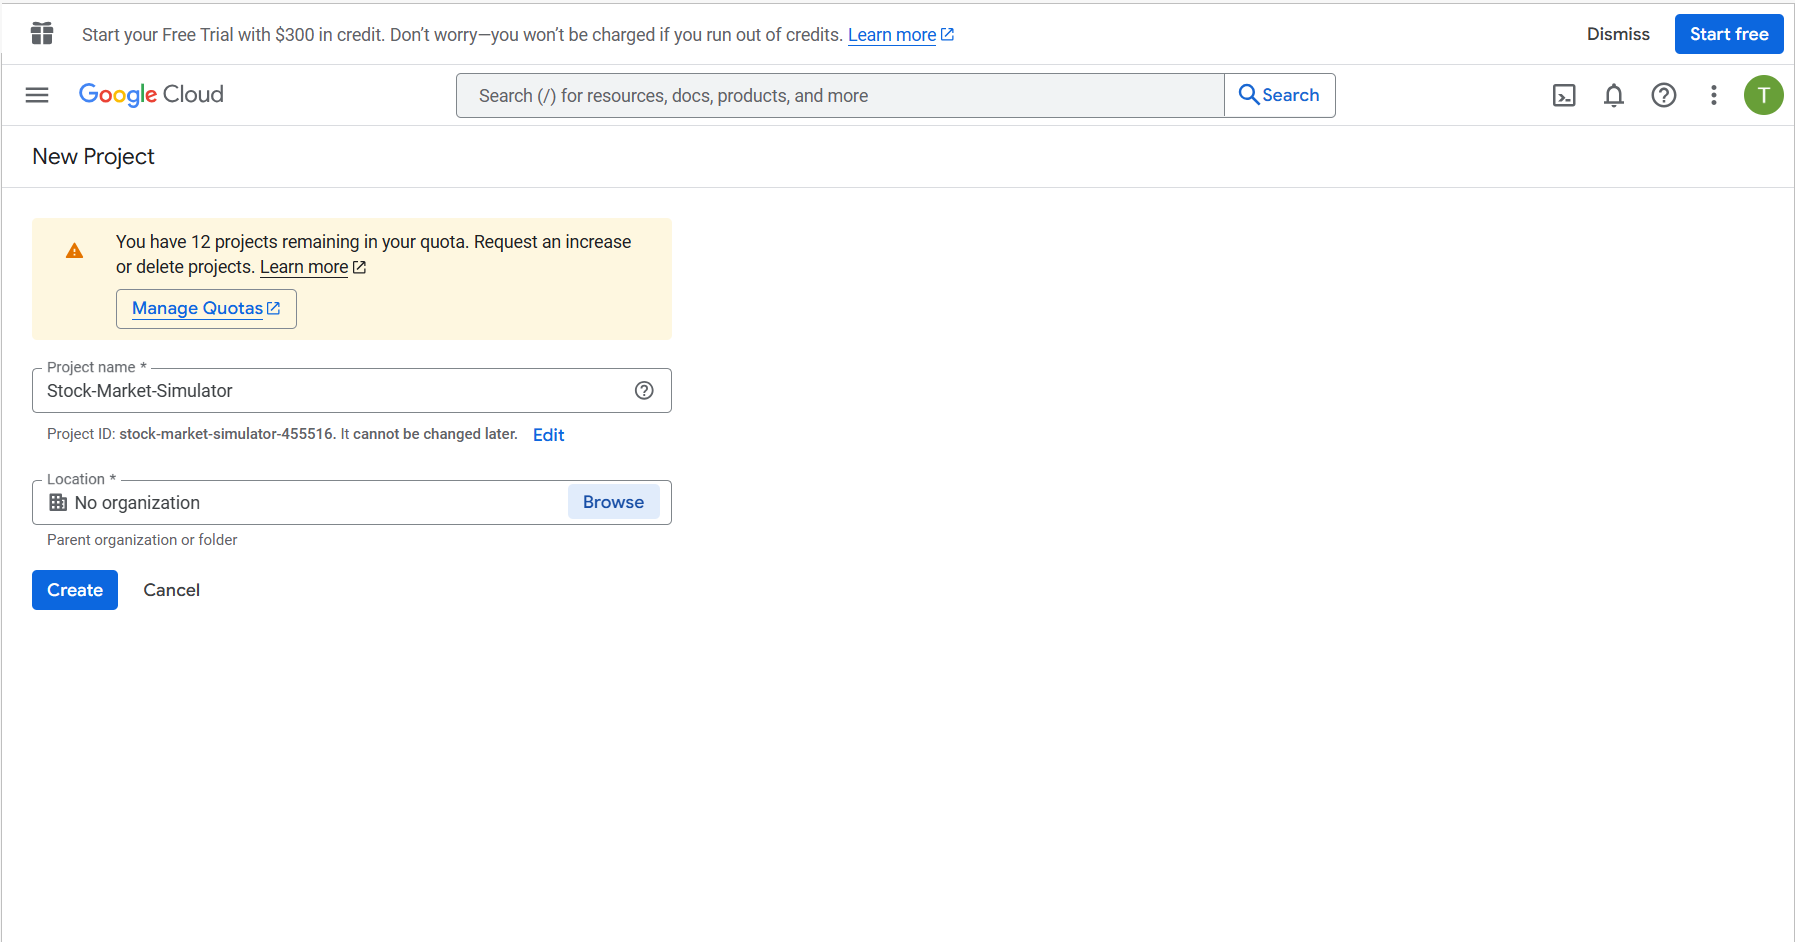 Start your Free Trial with $300 in credit. Don’t worry—you won’t be charged if you run out of credits. Learn more
Dismiss
Start free
Google Cloud
Search (/) for resources, docs, products, and more
Search
T
New Project
You have 12 projects remaining in your quota. Request an increase
or delete projects. Learn more
Manage Quotas
Project name *
Stock-Market-Simulator
Project ID: stock-market-simulator-455516. It cannot be changed later. Edit
Location *
No organization
Browse
Parent organization or folder
Create
Cancel